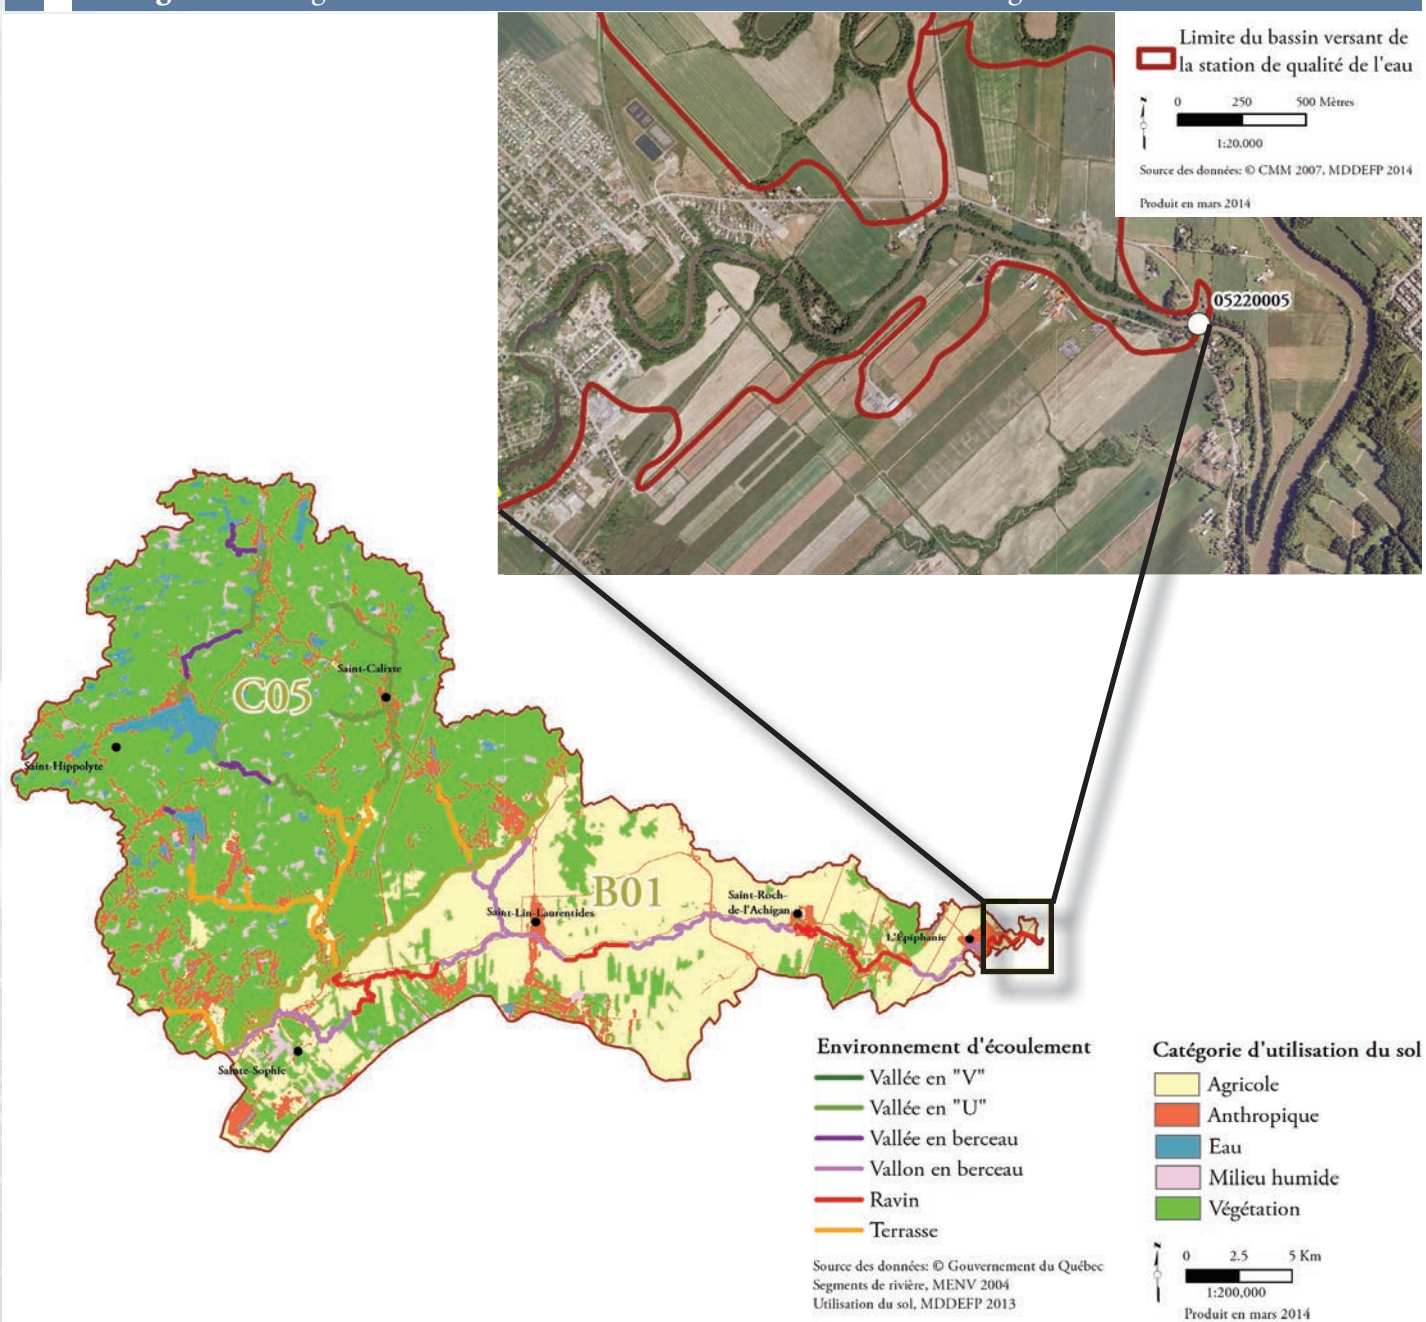 Limite du bassin versant de
la station de qualité de l'eau
N
0 250 500 Mètres
1:20,000
Source des données: © CMM 2007, MDDEFP 2014
Produit en mars 2014
05220005
Saint-Calixte
C05
Saint-Hippolyte
B01
Saint-Lin-Laurentides
Saint-Roch-
de-l'Achigan
L'Épiphanie
Sainte-Sophie
Environnement d'écoulement
Vallée en "V"
Vallée en "U"
Vallée en berceau
Vallon en berceau
Ravin
Terrasse
Source des données: © Gouvernement du Québec
Segments de rivière, MENV 2004
Utilisation du sol, MDDEFP 2013
Catégorie d'utilisation du sol
Agricole
Anthropique
Eau
Milieu humide
Végétation
N
0 2.5 5 Km
1:200,000
Produit en mars 2014